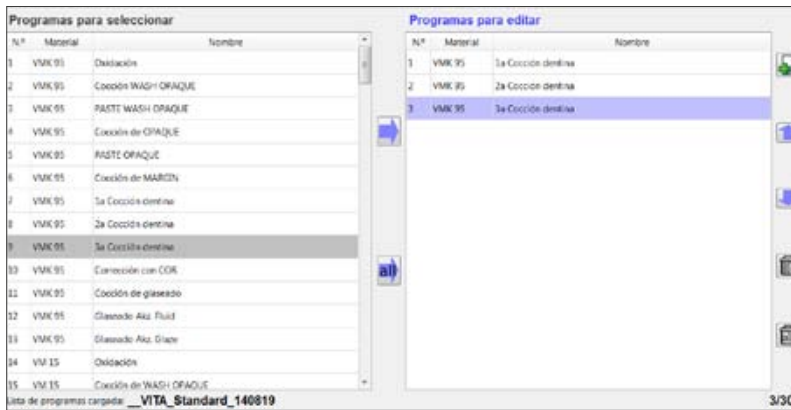 Programas para seleccionar
N.º Material Nombre
1 VMK 95 Oxidación
2 VMK 95 Cocción WASH OPAQUE
3 VMK 95 PASTE WASH OPAQUE
4 VMK 95 Cocción de OPAQUE
5 VMK 95 PASTE OPAQUE
6 VMK 95 Cocción de MARGIN
7 VMK 95 1a Cocción dentina
8 VMK 95 2a Cocción dentina
9 VMK 95 3a Cocción dentina
10 VMK 95 Corrección con COR
11 VMK 95 Cocción de glaseado
12 VMK 95 Glaseado Akz. Fluid
13 VMK 95 Glaseado Akz. Glaze
14 VM 15 Oxidación
15 VM 15 Cocción de WASH OPAQUE
Lista de programas cargada: __VITA_Standard_140819
all
Programas para editar
N.º Material Nombre
1 VMK 95 1a Cocción dentina
2 VMK 95 2a Cocción dentina
3 VMK 95 3a Cocción dentina
3/30